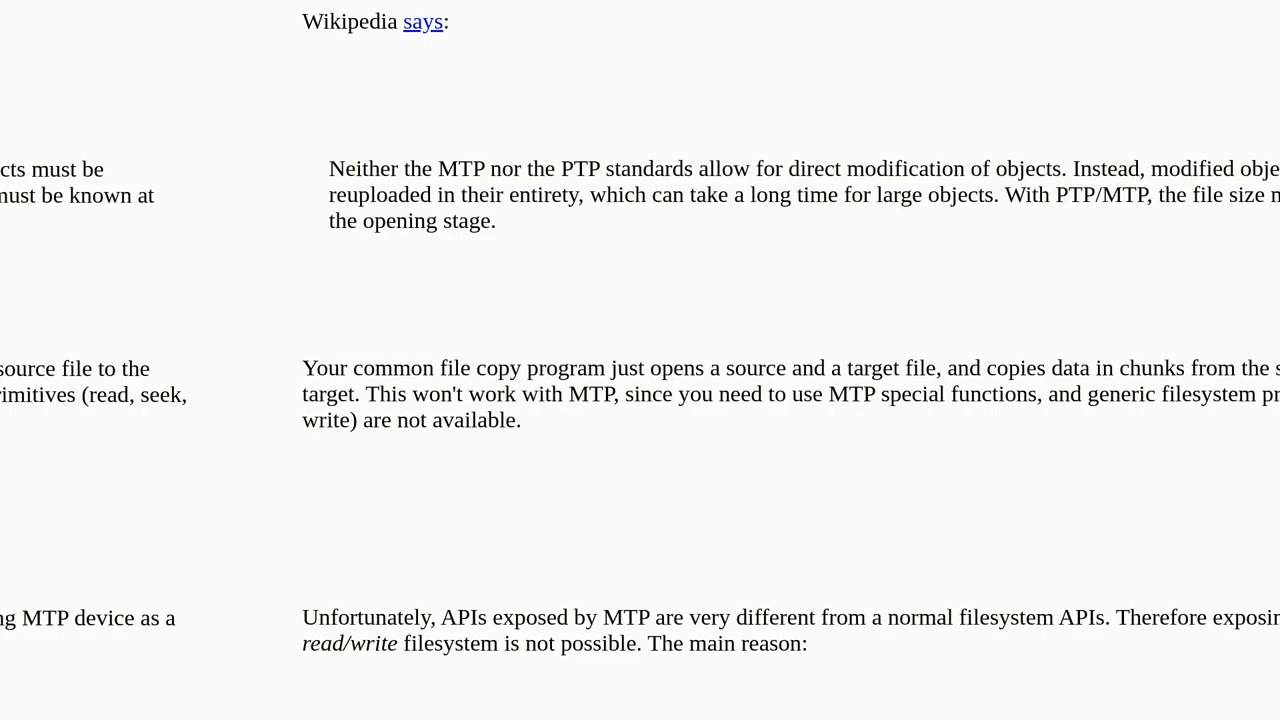 Wikipedia says:
cts must be
must be known at
Neither the MTP nor the PTP standards allow for direct modification of objects. Instead, modified obje
reuploaded in their entirety, which can take a long time for large objects. With PTP/MTP, the file size
the opening stage.
source file to the
rimitives (read, seek,
Your common file copy program just opens a source and a target file, and copies data in chunks from the s
target. This won't work with MTP, since you need to use MTP special functions, and generic filesystem pr
write) are not available.
ng MTP device as a
Unfortunately, APIs exposed by MTP are very different from a normal filesystem APIs. Therefore exposin
read/write filesystem is not possible. The main reason: